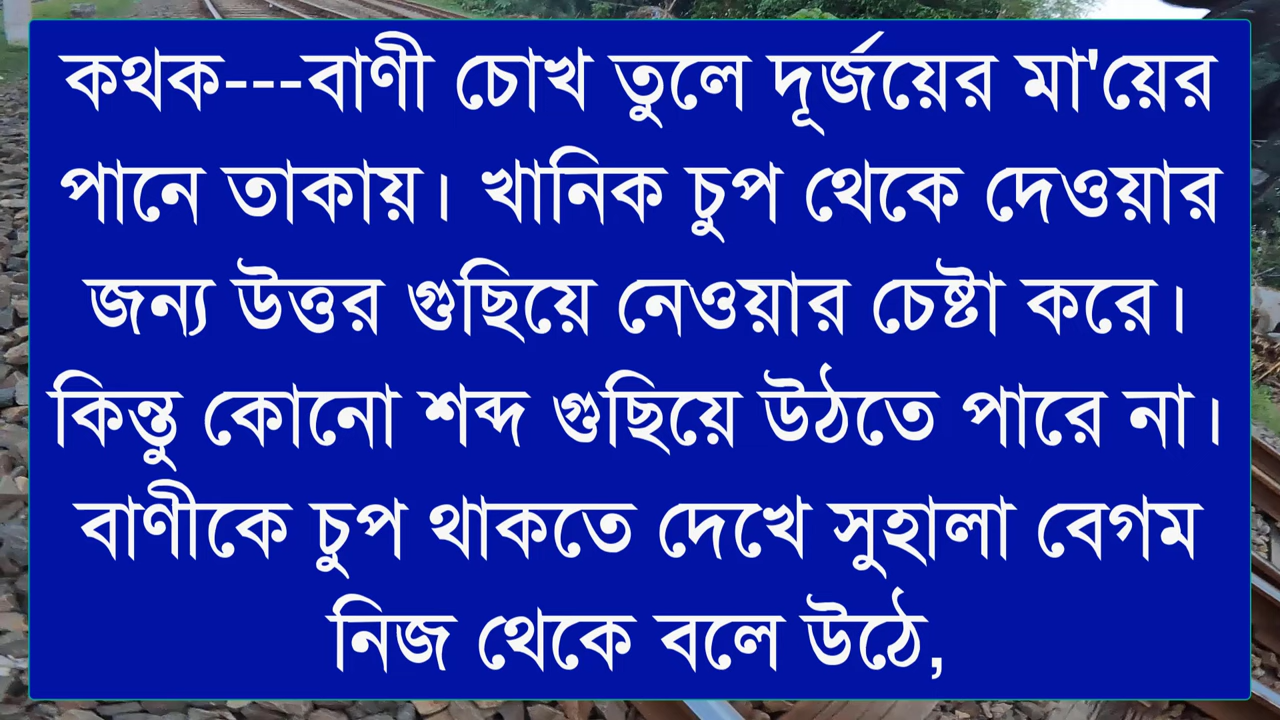 কথক---বাণী চোখ তুলে দূর্জয়ের মা'য়ের
পানে তাকায়। খানিক চুপ থেকে দেওয়ার
জন্য উত্তর গুছিয়ে নেওয়ার চেষ্টা করে।
কিন্তু কোনো শব্দ গুছিয়ে উঠতে পারে না।
বাণীকে চুপ থাকতে দেখে সুহালা বেগম
নিজ থেকে বলে উঠে,